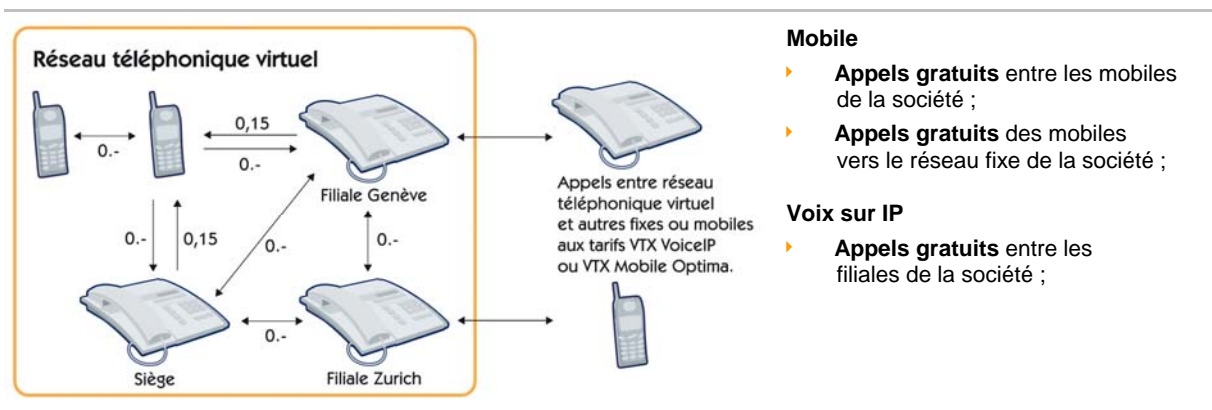 Réseau téléphonique virtuel
0,15
0.-
0.-
Filiale Genève
0.-
0,15
0.-
0.-
0.-
Siège
Filiale Zurich
Appels entre réseau
téléphonique virtuel
et autres fixes ou mobiles
aux tarifs VTX VoiceIP
ou VTX Mobile Optima.
Mobile
Appels gratuits entre les mobiles
de la société ;
Appels gratuits des mobiles
vers le réseau fixe de la société ;
Voix sur IP
Appels gratuits entre les
filiales de la société ;